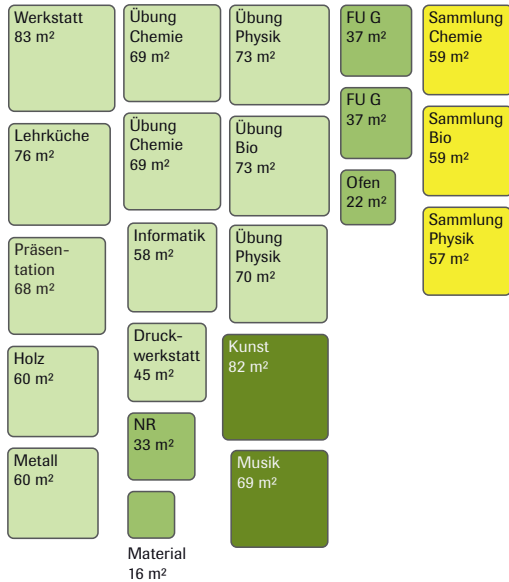 Werkstatt
83 m²
Lehrküche
76 m²
Präsen-
tation
68 m²
Holz
60 m²
Metall
60 m²
Übung
Chemie
69 m²
Übung
Chemie
69 m²
Informatik
58 m²
Druck-
werkstatt
45 m²
NR
33 m²
Material
16 m²
Übung
Physik
73 m²
Übung
Bio
73 m²
Übung
Physik
70 m²
Kunst
82 m²
Musik
69 m²
FU G
37 m²
FU G
37 m²
Ofen
22 m²
Sammlung
Chemie
59 m²
Sammlung
Bio
59 m²
Sammlung
Physik
57 m²